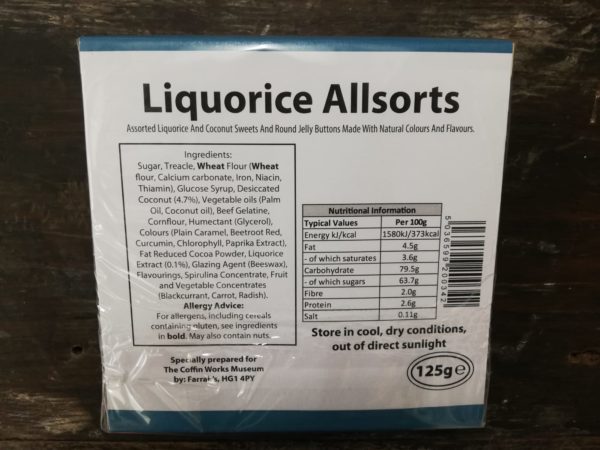 Liquorice Allsorts
Assorted Liquorice And Coconut Sweets And Round Jelly Buttons Made With Natural Colours And Flavours.
Ingredients:
Sugar, Treacle, Wheat Flour (Wheat
flour, Calcium carbonate, Iron, Niacin,
Thiamin), Glucose Syrup, Desiccated
Coconut (4.7%), Vegetable oils (Palm
Oil, Coconut oil), Beef Gelatine,
Cornflour, Humectant (Glycerol),
Colours (Plain Caramel, Beetroot Red,
Curcumin, Chlorophyll, Paprika Extract),
Fat Reduced Cocoa Powder, Liquorice
Extract (0.1%), Glazing Agent (Beeswax),
Flavourings, Spirulina Concentrate, Fruit
and Vegetable Concentrates
(Blackcurrant, Carrot, Radish).
Allergy Advice:
For allergens, including cereals
containing gluten, see ingredients
in bold. May also contain nuts.
Specially prepared for
The Coffin Works Museum
by: Farrah's, HG1 4PY
Nutritional Information
Typical Values Per 100g
Energy kJ/kcal 1580kJ/373kcal
Fat 4.5g
- of which saturates 3.6g
Carbohydrate 79.5g
- of which sugars 63.7g
Fibre 2.0g
Protein 2.6g
Salt 0.11g
5036599200342
Store in cool, dry conditions,
out of direct sunlight
125g℮